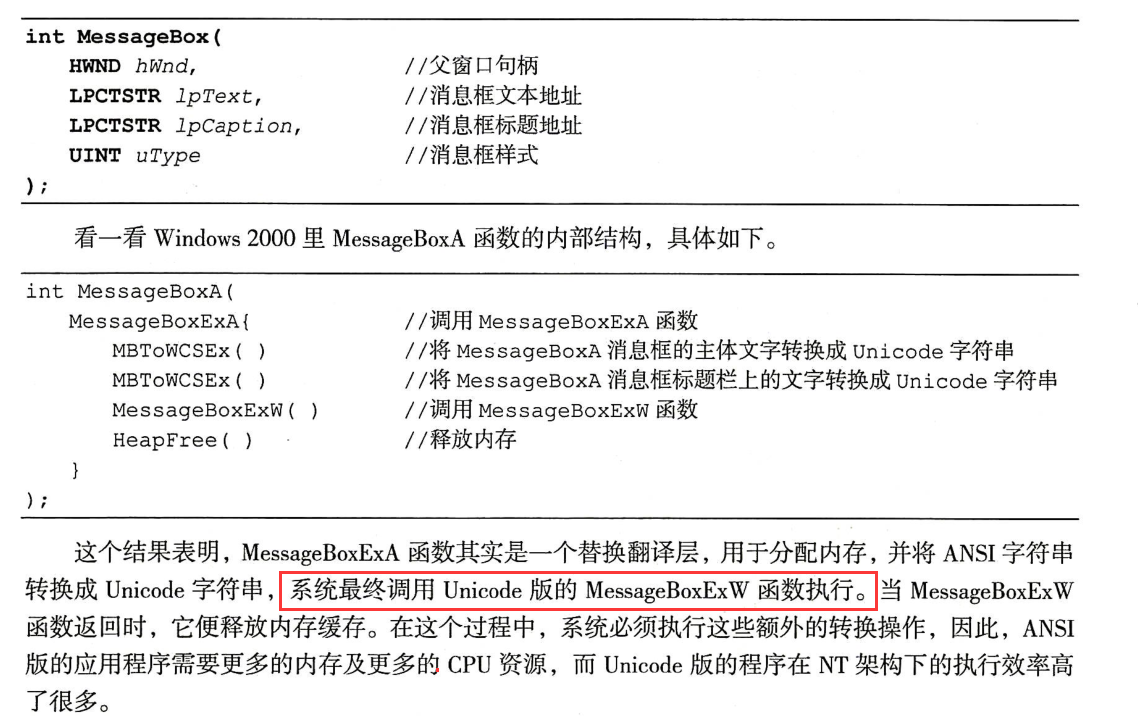 int MessageBox(
HWND hWnd, //父窗口句柄
LPCTSTR lpText, //消息框文本地址
LPCTSTR lpCaption, //消息框标题地址
UINT uType //消息框样式
);
看一看 Windows 2000 里 MessageBoxA 函数的内部结构，具体如下。
int MessageBoxA(
MessageBoxExA{ //调用 MessageBoxExA 函数
MBToWCSEx( ) //将 MessageBoxA 消息框的主体文字转换成 Unicode 字符串
MBToWCSEx( ) //将 MessageBoxA 消息框标题栏上的文字转换成 Unicode 字符串
MessageBoxExW( ) //调用 MessageBoxExW 函数
HeapFree( ) //释放内存
}
);
这个结果表明，MessageBoxExA 函数其实是一个替换翻译层，用于分配内存，并将 ANSI 字符串
转换成 Unicode 字符串，系统最终调用 Unicode 版的 MessageBoxExW 函数执行。当 MessageBoxExW
函数返回时，它便释放内存缓存。在这个过程中，系统必须执行这些额外的转换操作，因此，ANSI
版的应用程序需要更多的内存及更多的 CPU 资源，而 Unicode 版的程序在 NT 架构下的执行效率高
了很多。